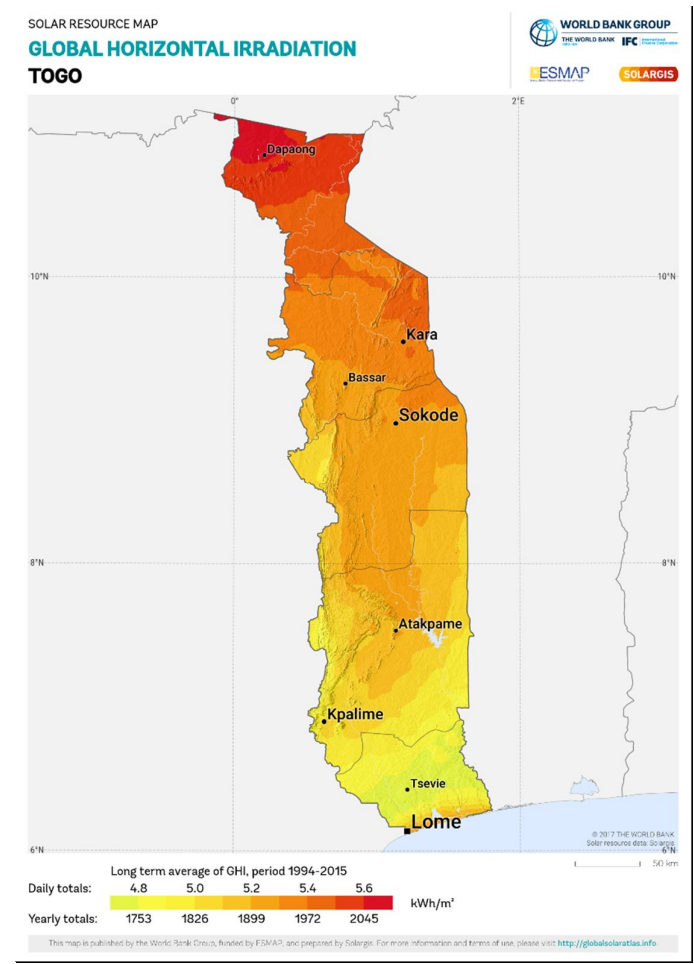 SOLAR RESOURCE MAP
GLOBAL HORIZONTAL IRRADIATION
TOGO
WORLD BANK GROUP
THE WORLD BANK
IFC
ESMAP
SOLARGIS
0° 2°E
Dapaong
10°N 10°N
Kara
Bassar
Sokode
8°N 8°N
Atakpame
Kpalime
Tsevie
Lome
© 2017 THE WORLD BANK
Solar resource data: Solargis
6°N 6°N
50 km
Long term average of GHI, period 1994-2015
Daily totals: 4.8 5.0 5.2 5.4 5.6
kWh/m²
Yearly totals: 1753 1826 1899 1972 2045
This map is published by the World Bank Group, funded by ESMAP, and prepared by Solargis. For more information and terms of use, please visit http://globalsolaratlas.info.